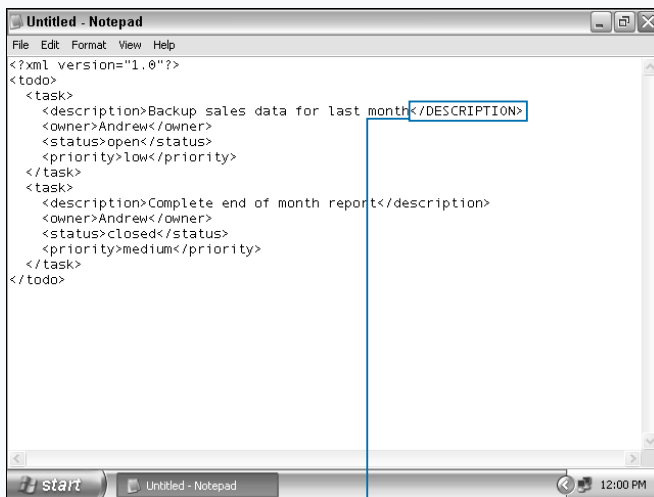 Untitled - Notepad
File Edit Format View Help
<?xml version="1.0"?>
<todo>
  <task>
    <description>Backup sales data for last month</DESCRIPTION>
    <owner>Andrew</owner>
    <status>open</status>
    <priority>low</priority>
  </task>
  <task>
    <description>Complete end of month report</description>
    <owner>Andrew</owner>
    <status>closed</status>
    <priority>medium</priority>
  </task>
</todo>
start Untitled - Notepad 12:00 PM